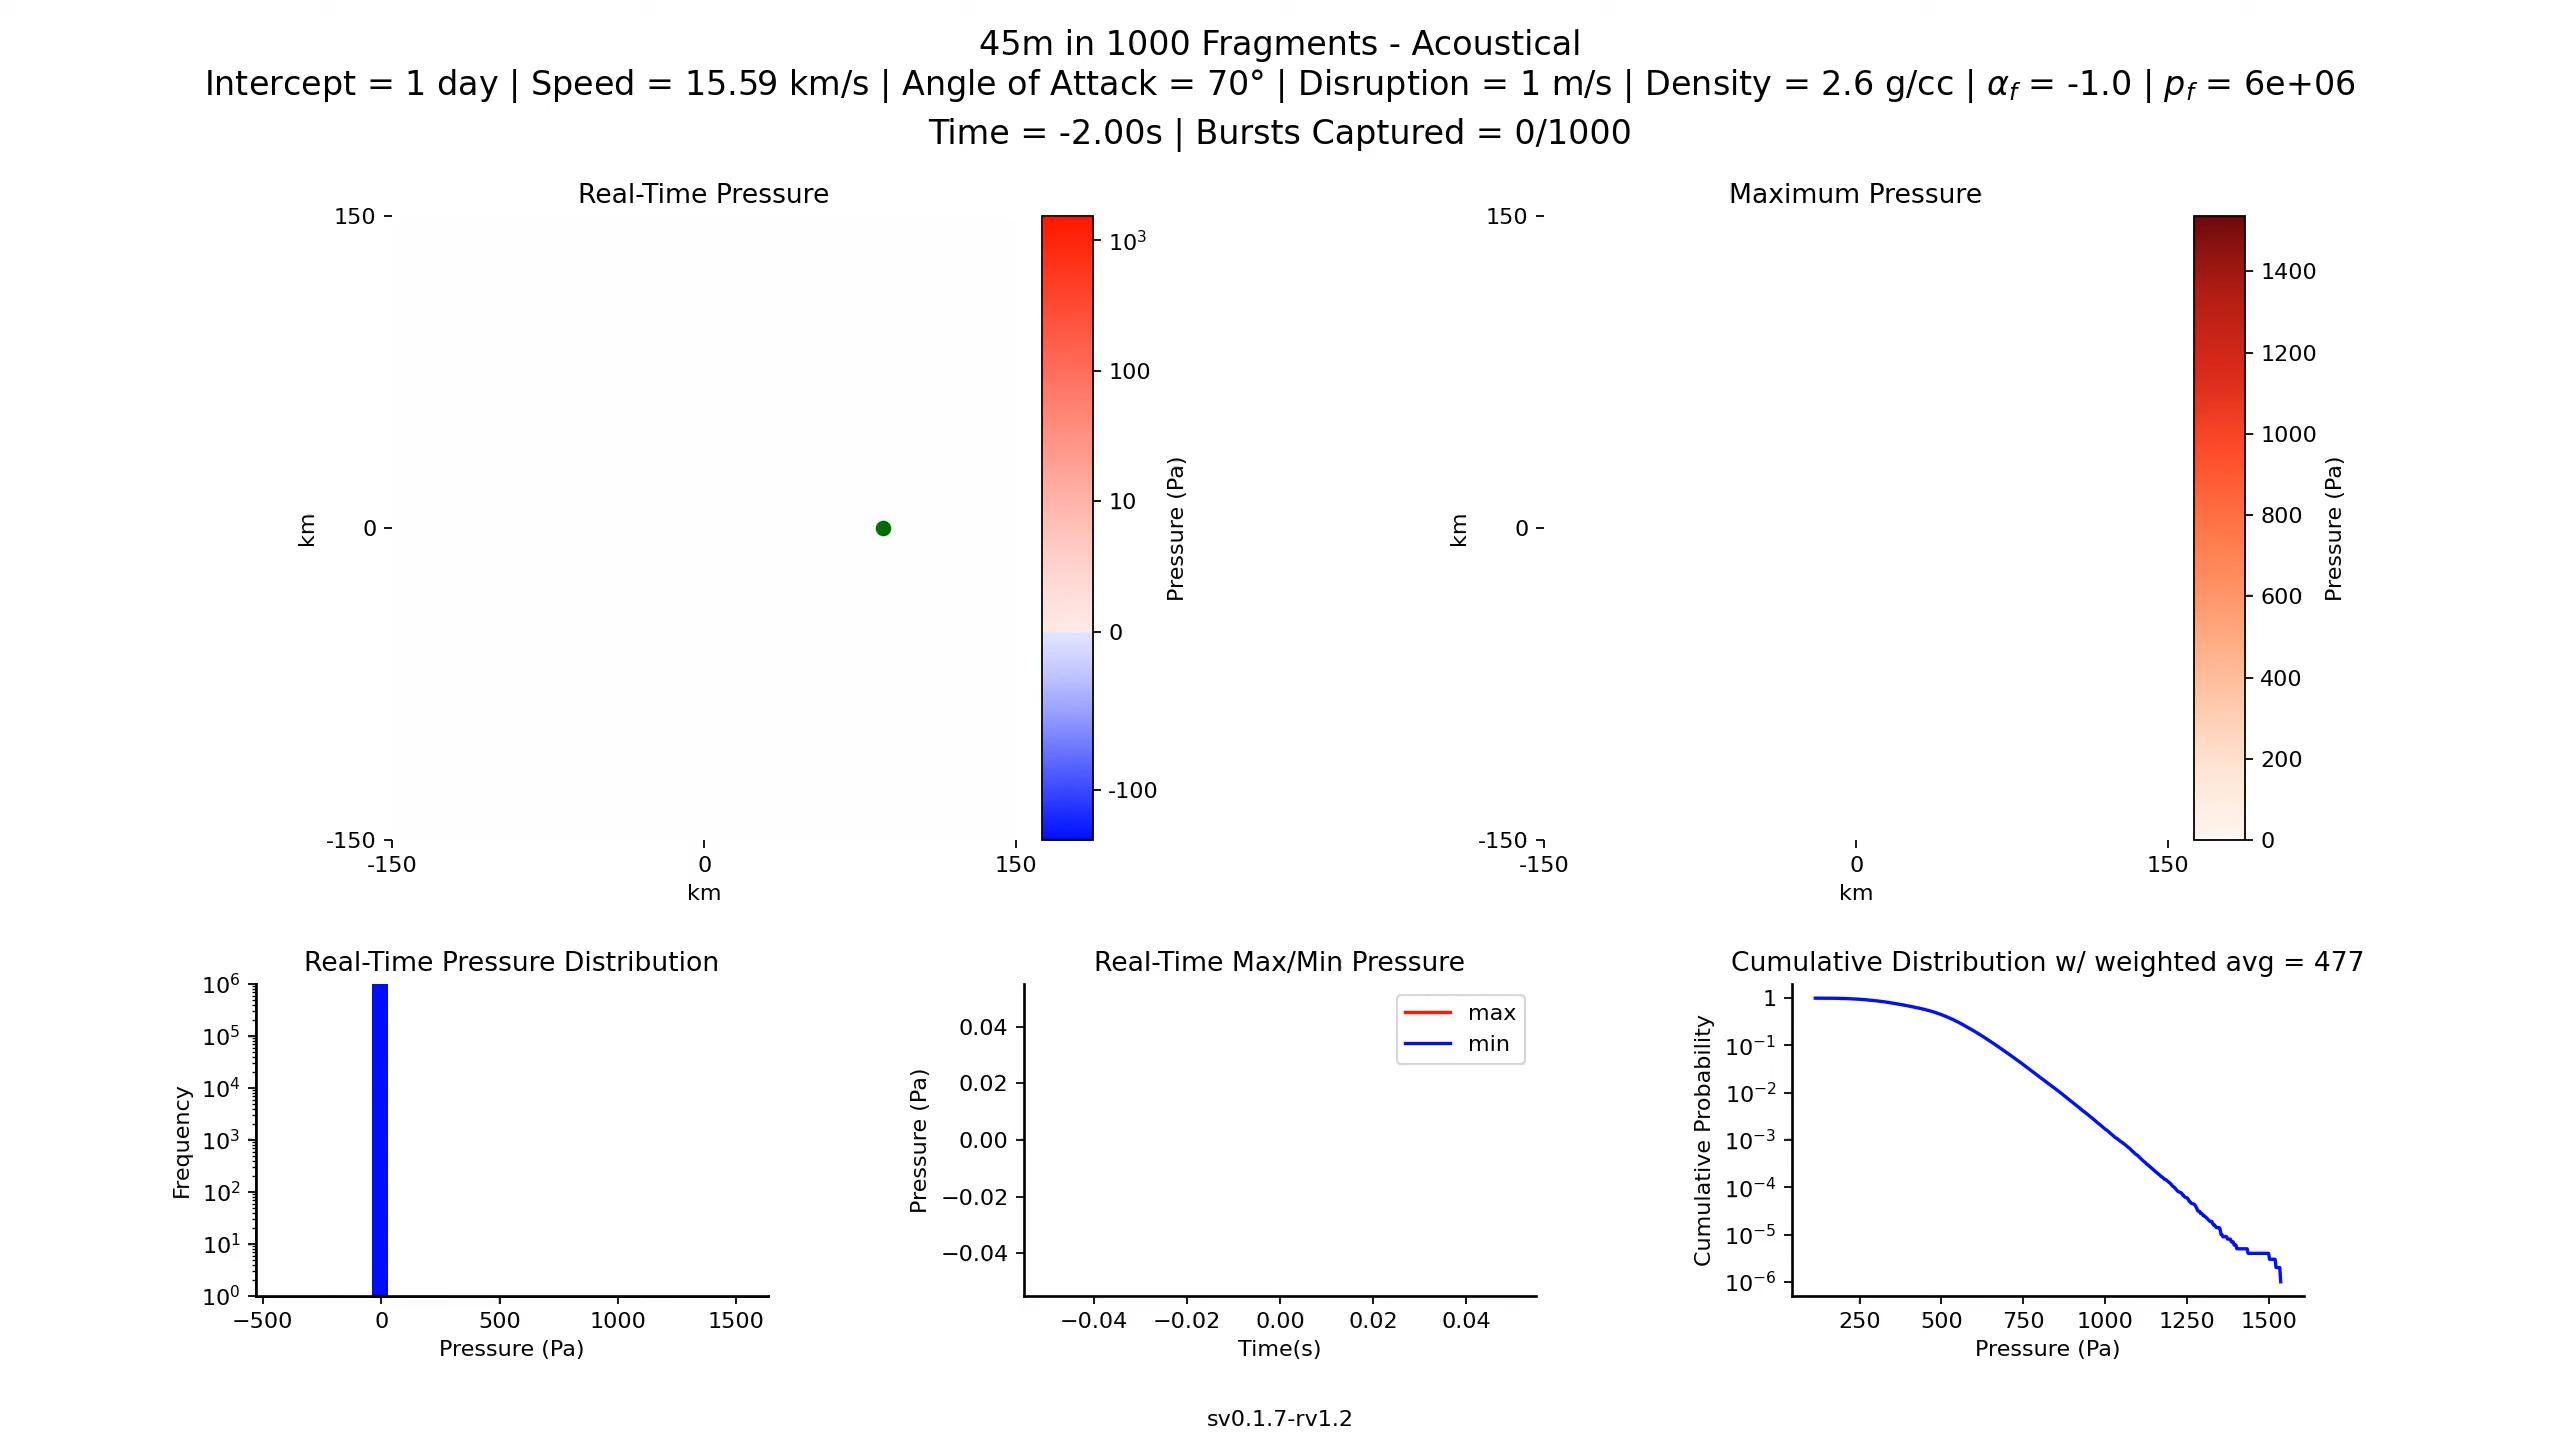 45m in 1000 Fragments - Acoustical
Intercept = 1 day | Speed = 15.59 km/s | Angle of Attack = 70° | Disruption = 1 m/s | Density = 2.6 g/cc | α_f = -1.0 | p_f = 6e+06
Time = -2.00s | Bursts Captured = 0/1000
Real-Time Pressure
150
0
-150
km
-150
0
150
km
10³
100
10
0
-100
Pressure (Pa)
Maximum Pressure
150
0
-150
km
-150
0
150
km
1400
1200
1000
800
600
400
200
0
Pressure (Pa)
Real-Time Pressure Distribution
10⁶
10⁵
10⁴
10³
10²
10¹
10⁰
Frequency
−500
0
500
1000
1500
Pressure (Pa)
Real-Time Max/Min Pressure
max
min
0.04
0.02
0.00
−0.02
−0.04
Pressure (Pa)
−0.04
−0.02
0.00
0.02
0.04
Time(s)
Cumulative Distribution w/ weighted avg = 477
1
10⁻¹
10⁻²
10⁻³
10⁻⁴
10⁻⁵
10⁻⁶
Cumulative Probability
250
500
750
1000
1250
1500
Pressure (Pa)
sv0.1.7-rv1.2